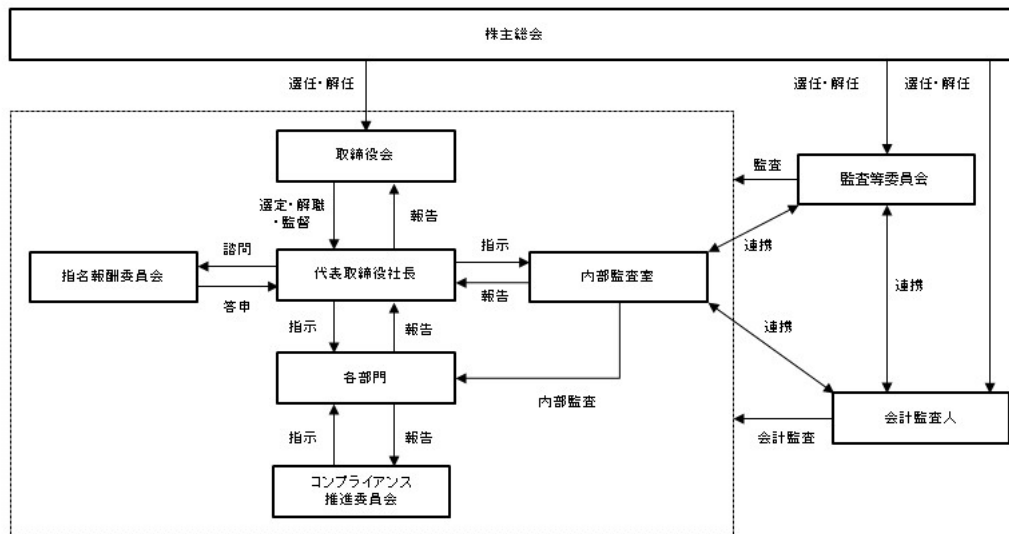 株主総会
選任・解任
選任・解任
選任・解任
取締役会
監査
監査等委員会
選定・解職
・監督
報告
連携
諮問
指示
指名報酬委員会
代表取締役社長
内部監査室
答申
報告
連携
指示
報告
連携
各部門
内部監査
会計監査人
会計監査
指示
報告
コンプライアンス
推進委員会